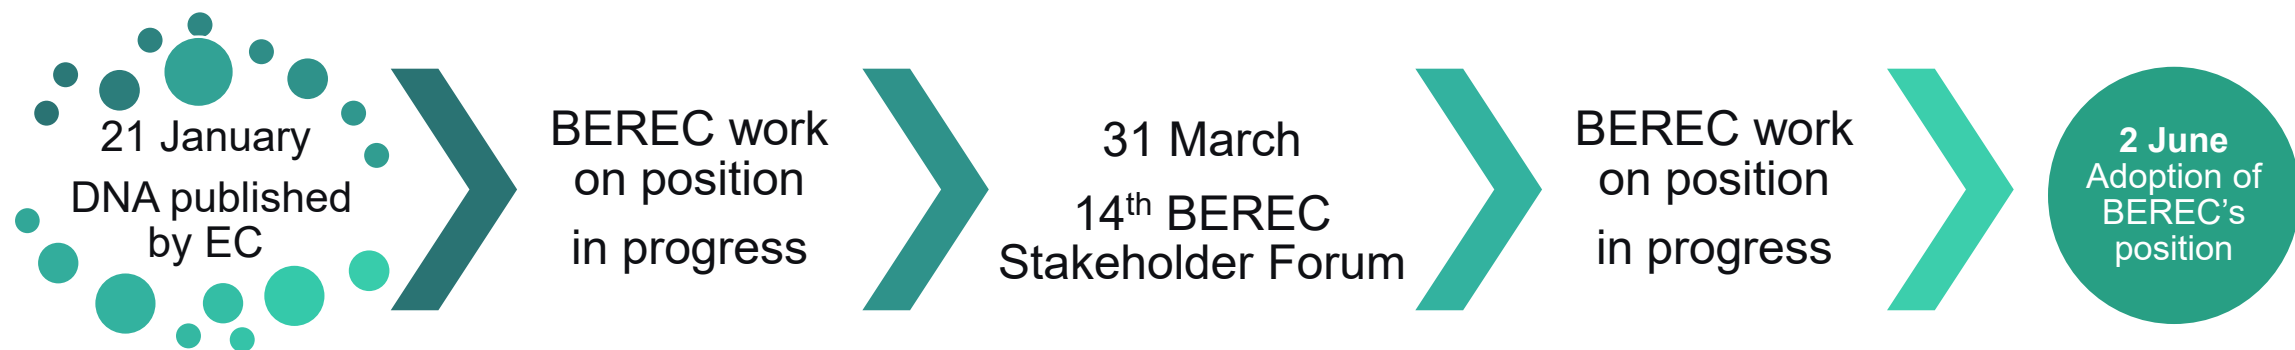 21 January
DNA published
by EC
BEREC work
on position
in progress
31 March
14th BEREC
Stakeholder Forum
BEREC work
on position
in progress
2 June
Adoption of
BEREC’s
position